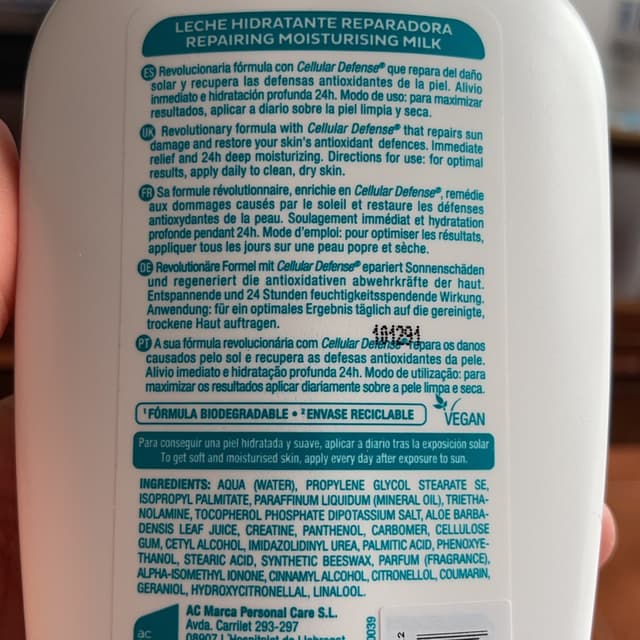 LECHE HIDRATANTE REPARADORA
REPAIRING MOISTURISING MILK
ES Revolucionaria fórmula con Cellular Defense® que repara del daño
solar y recupera las defensas antioxidantes de la piel. Alivio
inmediato e hidratación profunda 24h. Modo de uso: para maximizar
resultados, aplicar a diario sobre la piel limpia y seca.
UK Revolutionary formula with Cellular Defense® that repairs sun
damage and restore your skin's antioxidant defences. Immediate
relief and 24h deep moisturizing. Directions for use: for optimal
results, apply daily to clean, dry skin.
FR Sa formule révolutionnaire, enrichie en Cellular Defense®, remédie
aux dommages causés par le soleil et restaure les défenses
antioxydantes de la peau. Soulagement immédiat et hydratation
profonde pendant 24h. Mode d'emploi: pour optimiser les résultats,
appliquer tous les jours sur une peau popre et sèche.
DE Revolutionäre Formel mit Cellular Defense® epariert Sonnenschäden
und regeneriert die antioxidativen abwehrkräfte der haut.
Entspannende und 24 Stunden feuchtigkeitsspendende Wirkung.
Anwendung: für ein optimales Ergebnis täglich auf die gereinigte,
trockene Haut auftragen.
101291
PT A sua fórmula revolucionária com Cellular Defense® repara os danos
causados pelo sol e recupera as defesas antioxidantes da pele.
Alivio imediato e hidratação profunda 24h. Modo de utilização: para
maximizar os resultados aplicar diariamente sobre a pele limpa e seca.
¹FÓRMULA BIODEGRADABLE • ²ENVASE RECICLABLE
VEGAN
Para conseguir una piel hidratada y suave, aplicar a diario tras la exposición solar
To get soft and moisturised skin, apply every day after exposure to sun.
INGREDIENTS: AQUA (WATER), PROPYLENE GLYCOL STEARATE SE,
ISOPROPYL PALMITATE, PARAFFINUM LIQUIDUM (MINERAL OIL), TRIETHA-
NOLAMINE, TOCOPHEROL PHOSPHATE DIPOTASSIUM SALT, ALOE BARBA-
DENSIS LEAF JUICE, CREATINE, PANTHENOL, CARBOMER, CELLULOSE
GUM, CETYL ALCOHOL, IMIDAZOLIDINYL UREA, PALMITIC ACID, PHENOXYE-
THANOL, STEARIC ACID, SYNTHETIC BEESWAX, PARFUM (FRAGRANCE),
ALPHA-ISOMETHYL IONONE, CINNAMYL ALCOHOL, CITRONELLOL, COUMARIN,
GERANIOL, HYDROXYCITRONELLAL, LINALOOL.
ac
AC Marca Personal Care S.L.
Avda. Carrilet 293-297
08907 L'Hospitalet de Llobregat
0039
2